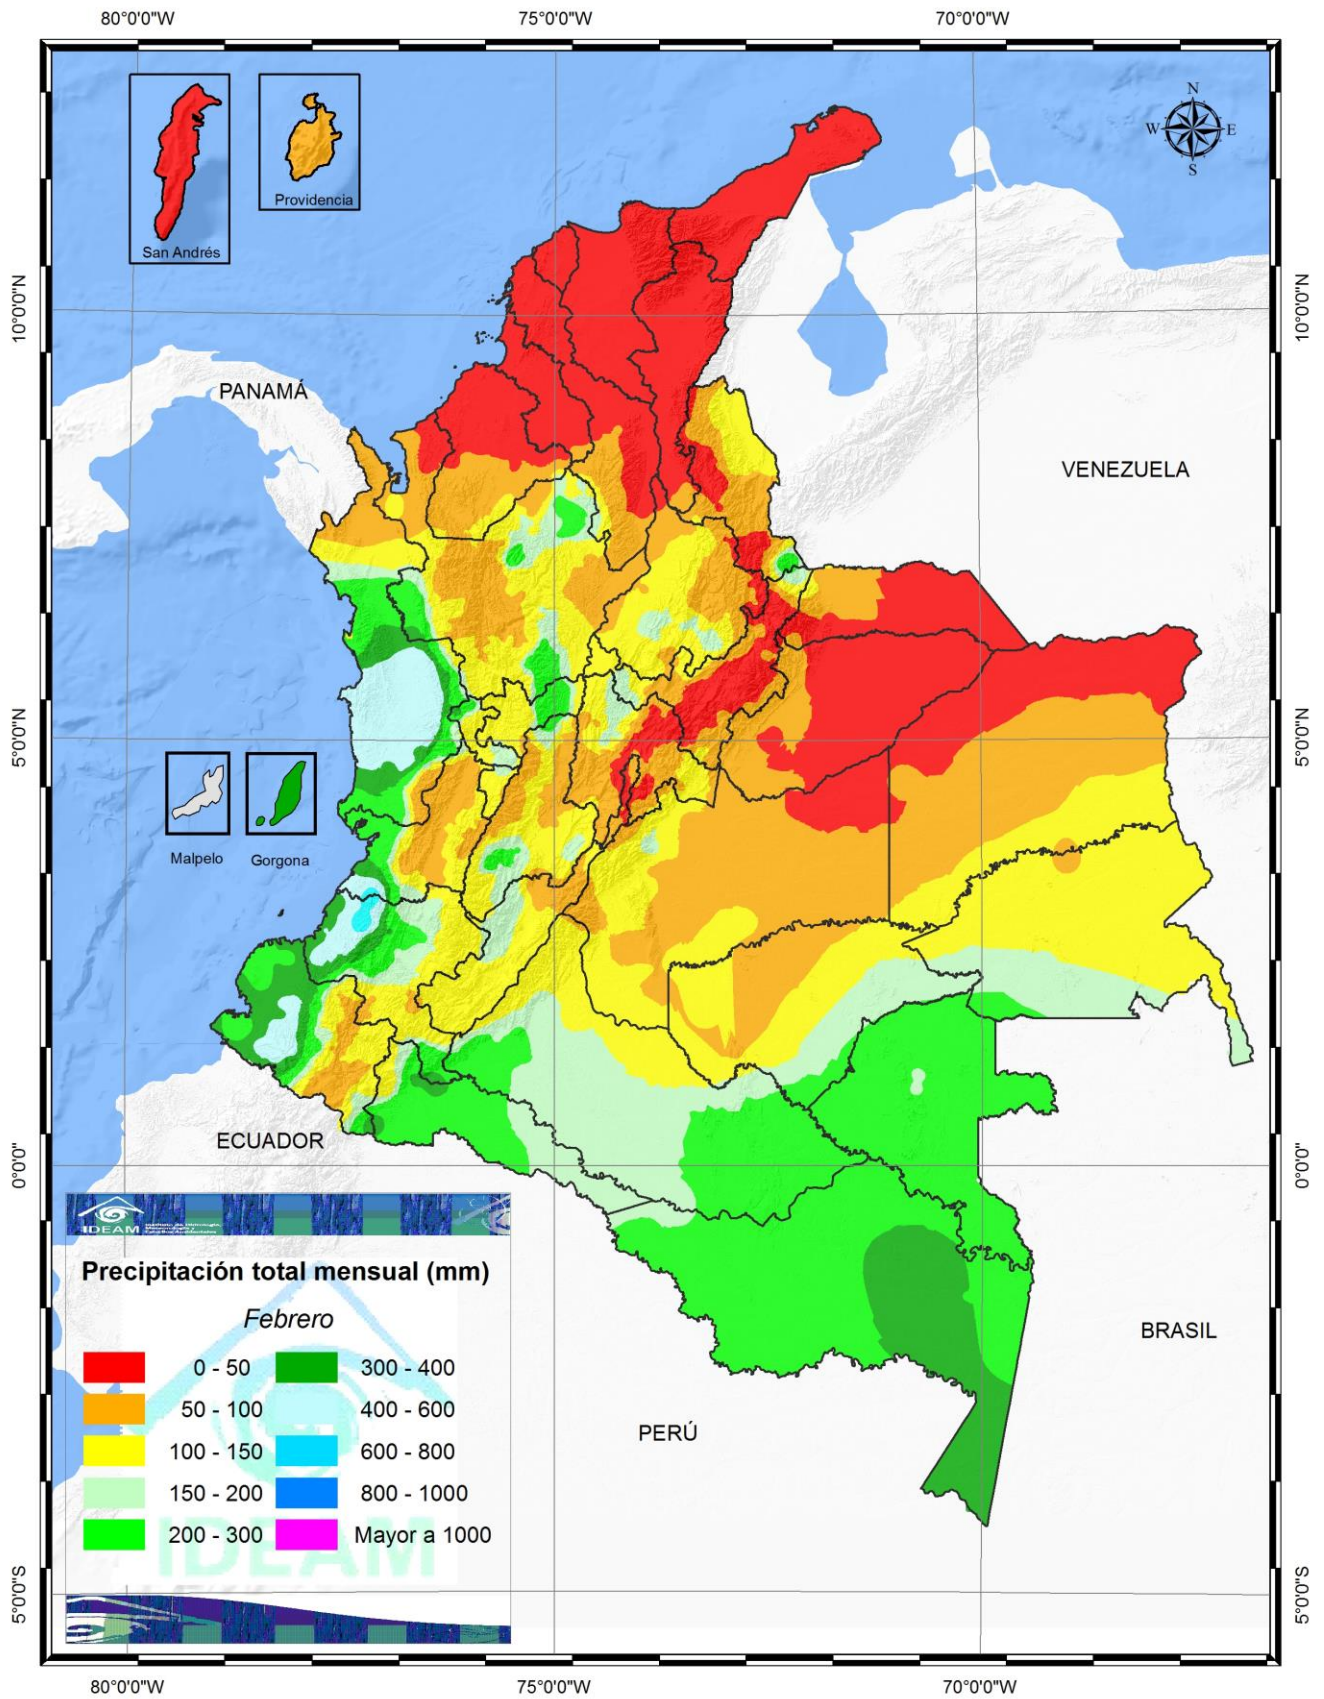 80°0'0"W
75°0'0"W
70°0'0"W
10°0'0"N
10°0'0"N
5°0'0"N
5°0'0"N
0°0'0"
0°0'0"
5°0'0"S
5°0'0"S
N
W
E
S
San Andrés
Providencia
PANAMÁ
VENEZUELA
Malpelo
Gorgona
ECUADOR
BRASIL
PERÚ
IDEAM
Precipitación total mensual (mm)
Febrero
0 - 50
300 - 400
50 - 100
400 - 600
100 - 150
600 - 800
150 - 200
800 - 1000
200 - 300
Mayor a 1000
IDEAM
80°0'0"W
75°0'0"W
70°0'0"W